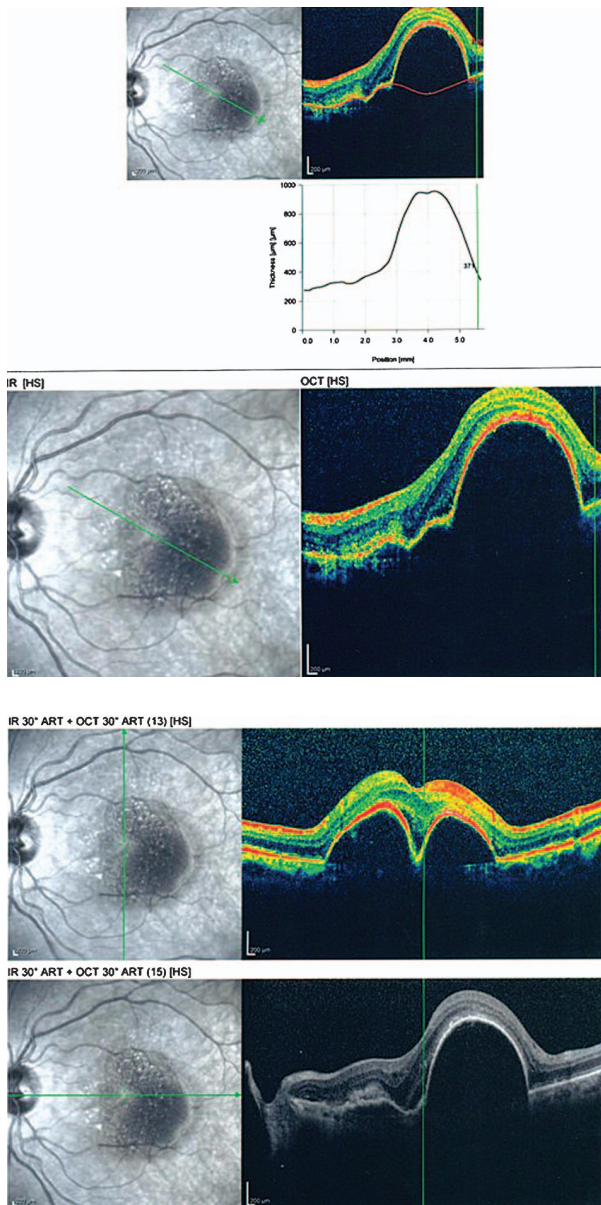 200 µm
200 µm
1000
800
600
400
200
0
Thickness [µm] [µm]
371
0.0 1.0 2.0 3.0 4.0 5.0
Position [mm]
IR [HS] OCT [HS]
200 µm
200 µm
IR 30° ART + OCT 30° ART (13) [HS]
200 µm
200 µm
IR 30° ART + OCT 30° ART (15) [HS]
200 µm
200 µm